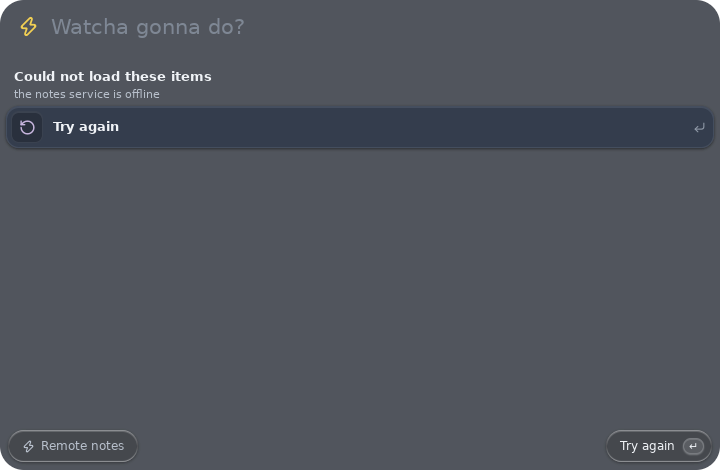 Watcha gonna do?
Could not load these items
the notes service is offline
Try again
Remote notes
Try again